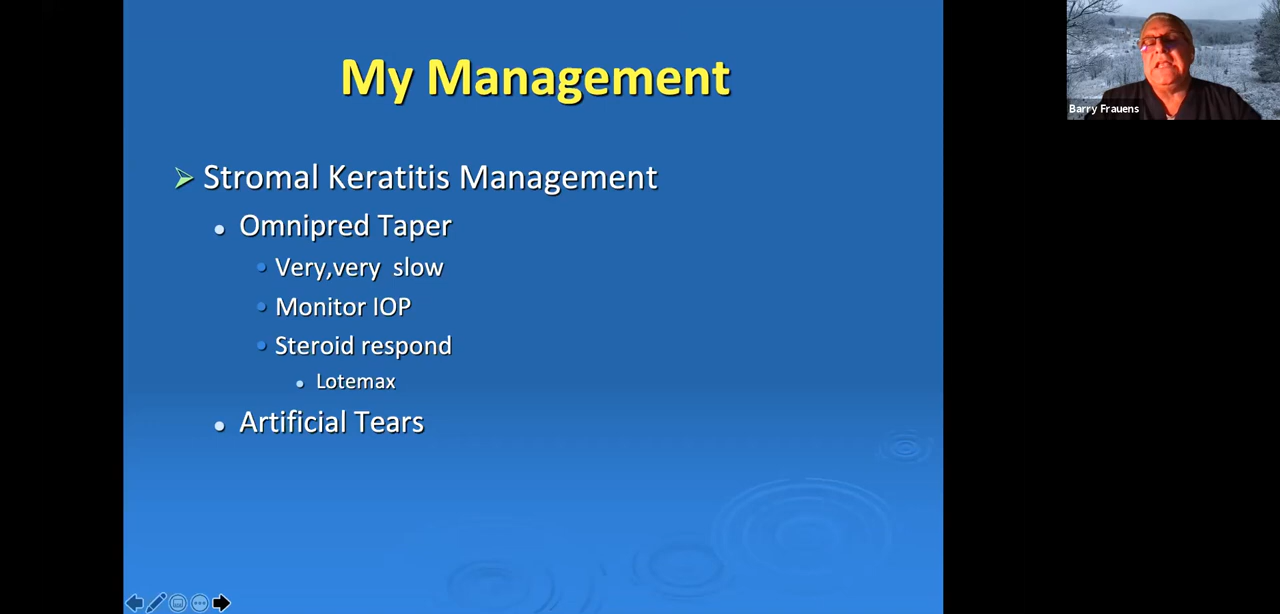 My Management
Stromal Keratitis Management
Omnipred Taper
Very,very slow
Monitor IOP
Steroid respond
Lotemax
Artificial Tears
Barry Frauens